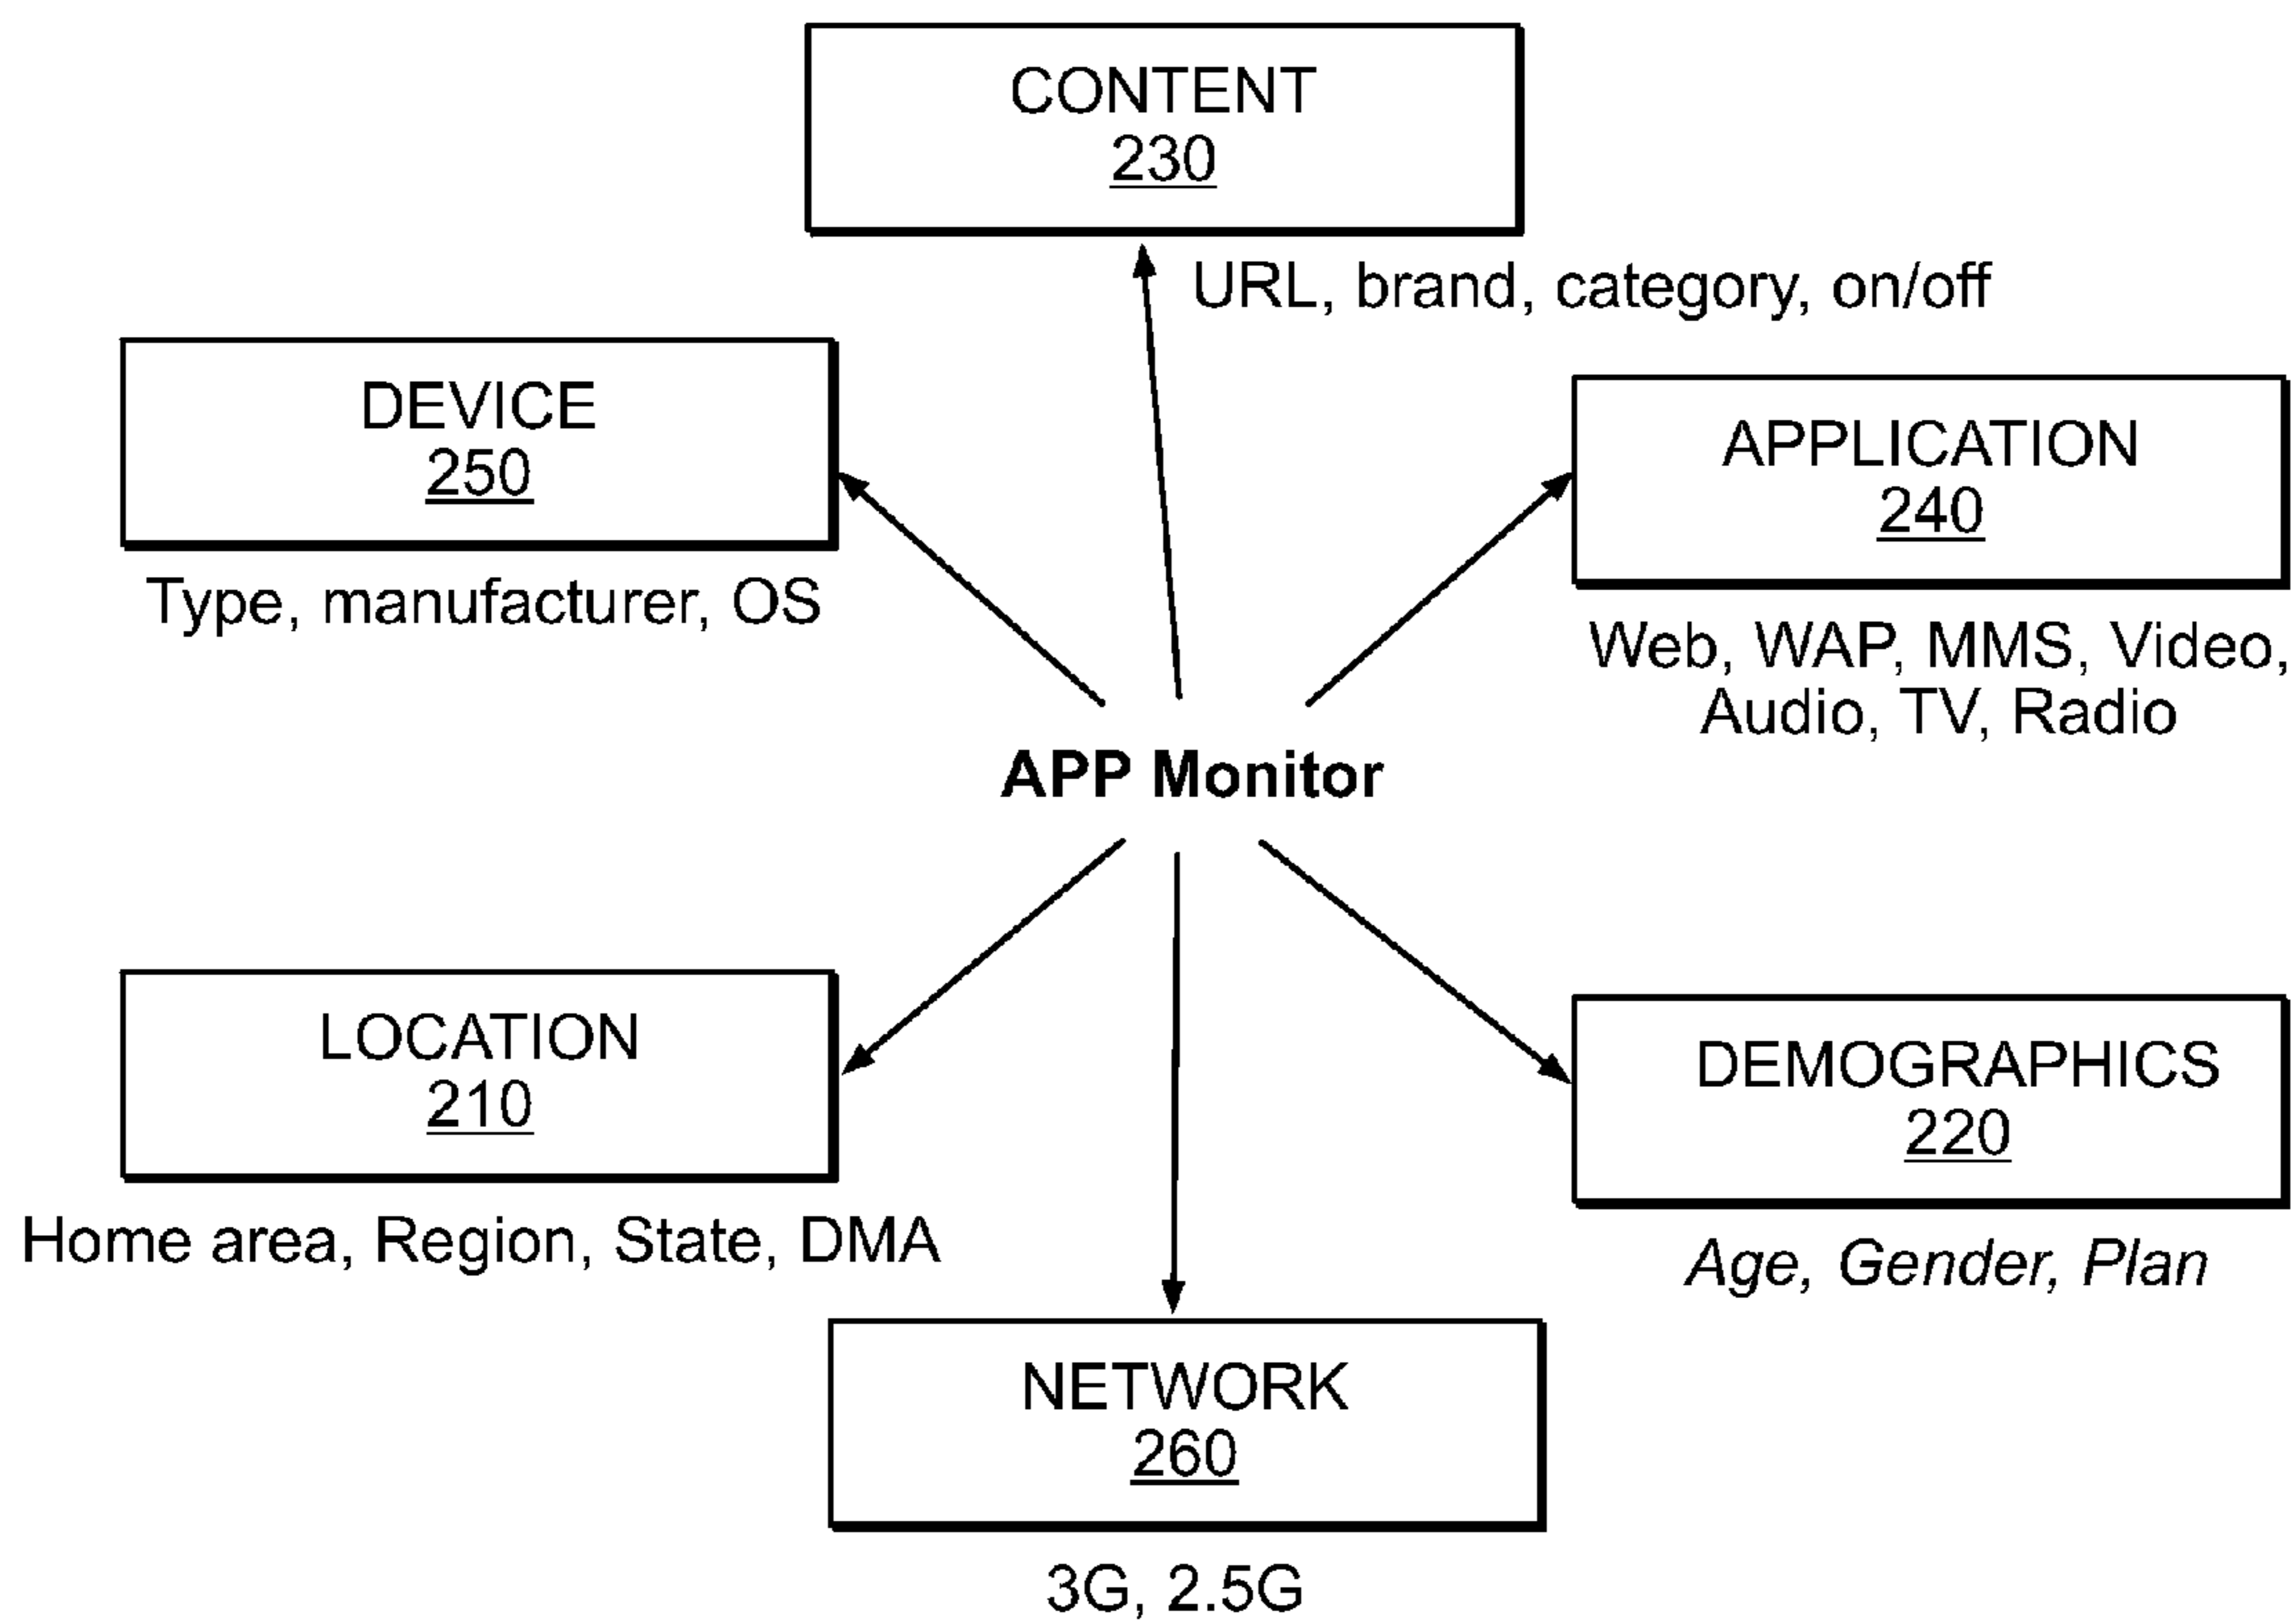 CONTENT
230
URL, brand, category, on/off
DEVICE
250
Type, manufacturer, OS
APPLICATION
240
Web, WAP, MMS, Video,
Audio, TV, Radio
APP Monitor
LOCATION
210
Home area, Region, State, DMA
DEMOGRAPHICS
220
Age, Gender, Plan
NETWORK
260
3G, 2.5G